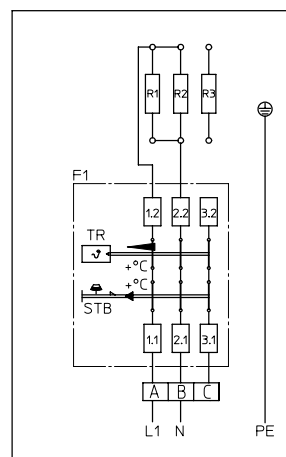 R1 R2 R3
F1
1.2 2.2 3.2
TR
+°C
+°C
STB
1.1 2.1 3.1
A B C
L1 N PE